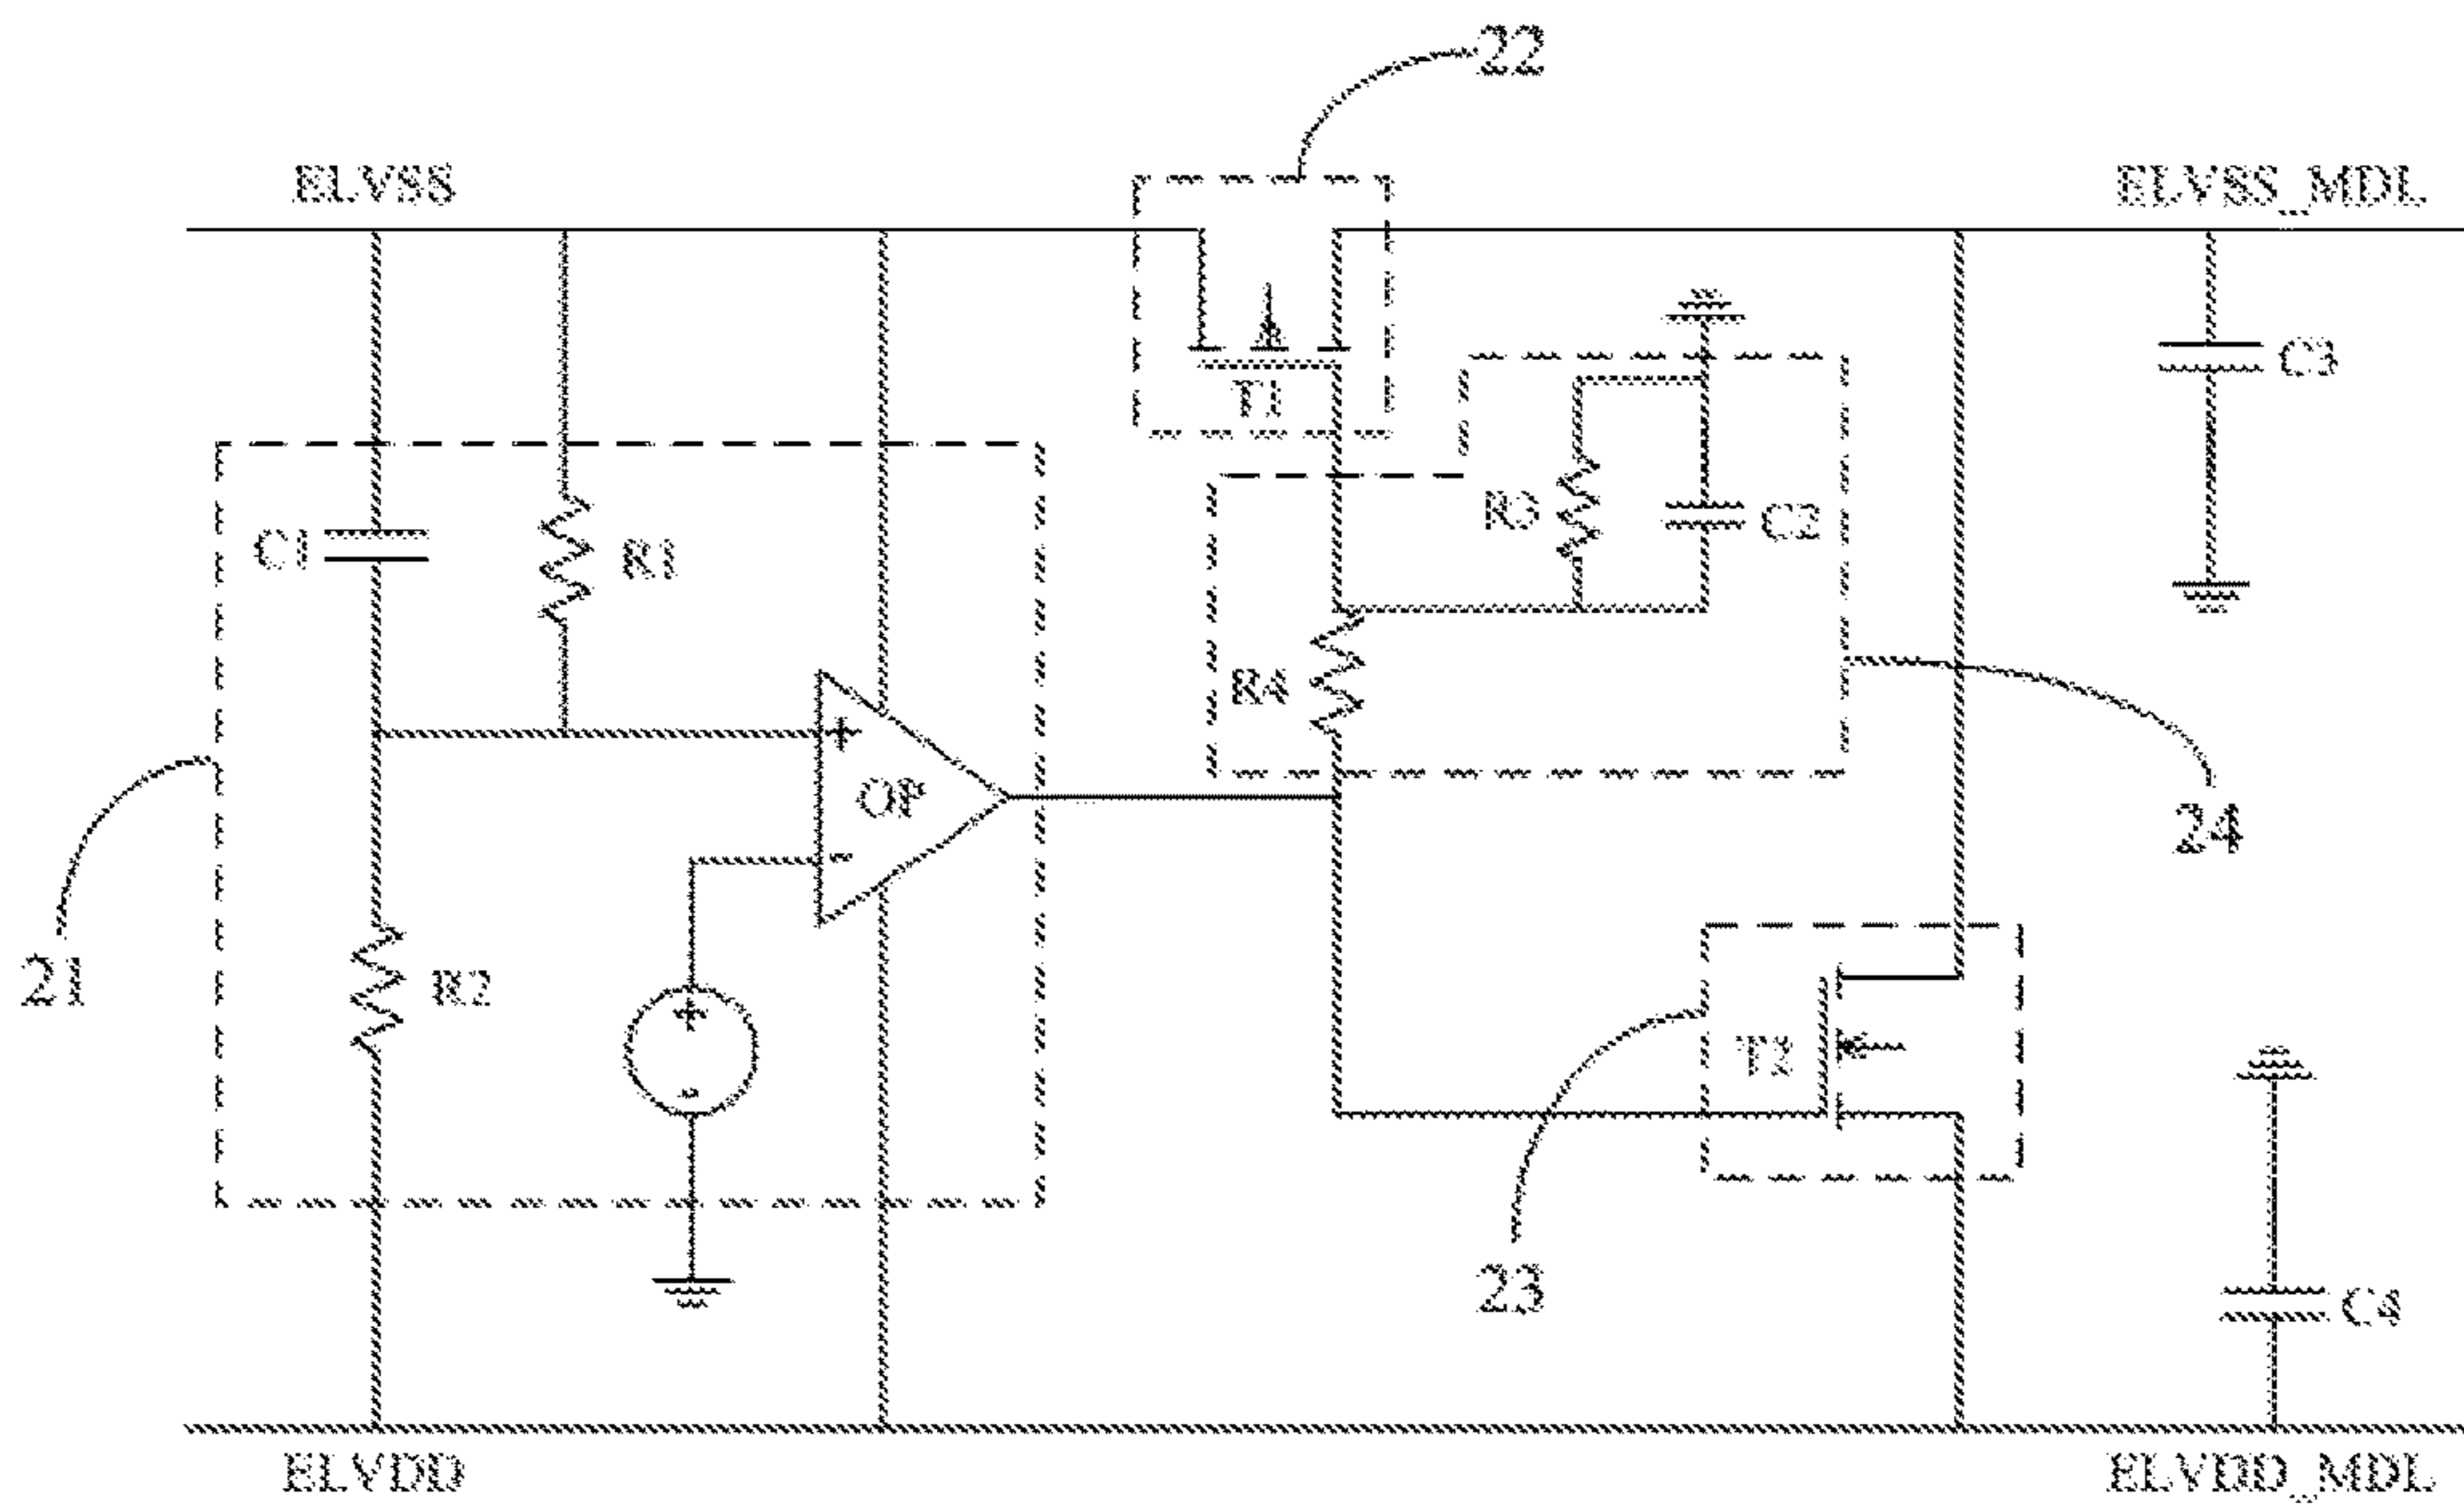 22
ELVSS
ELVSS_MDL
T1
C3
C1
R1
R3
C2
R4
+
OP
-
24
21
R2
+
-
T2
23
C4
ELVDD
ELVDD_MDL